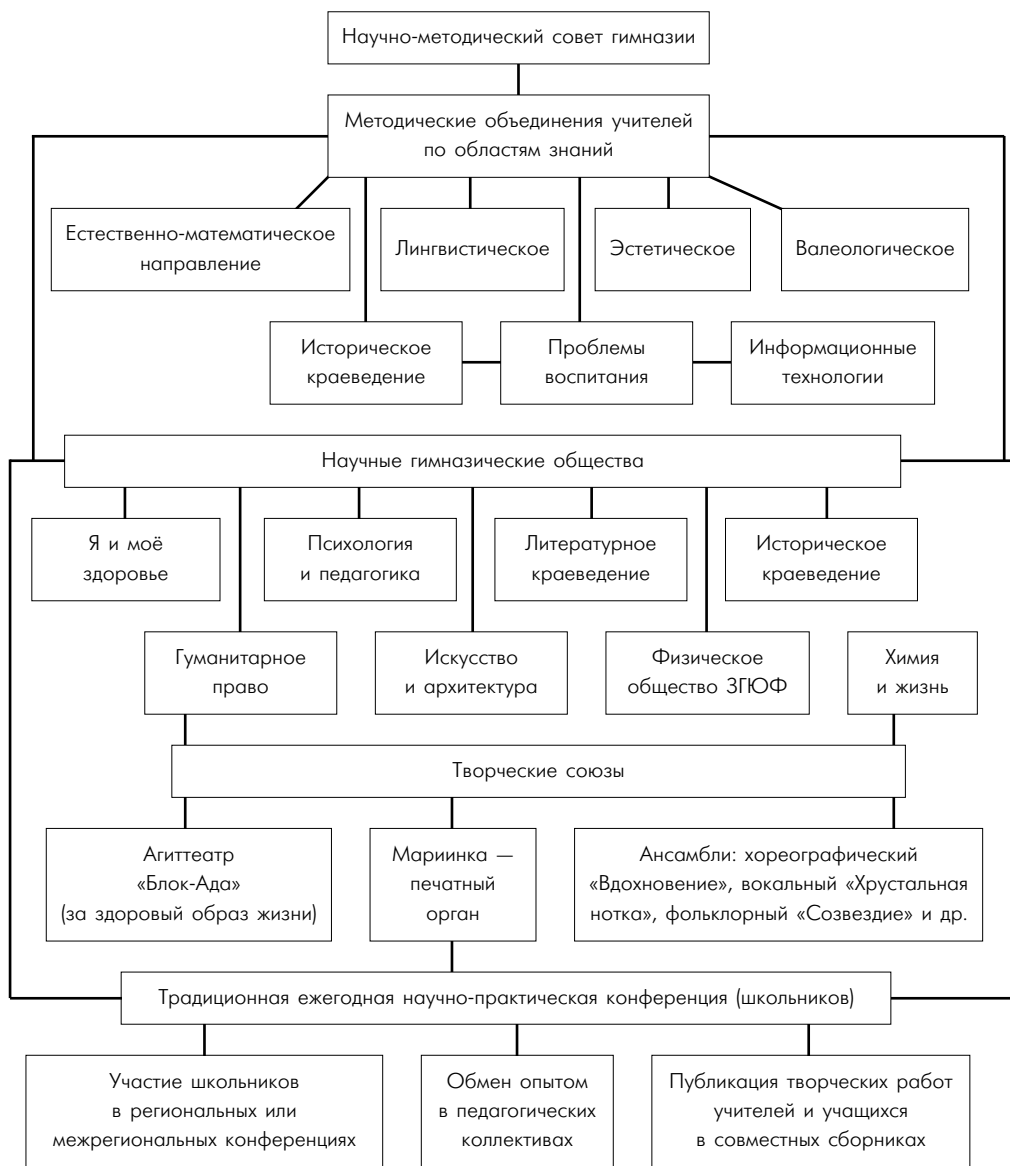 Научно-методический совет гимназии
Методические объединения учителей
по областям знаний
Естественно-математическое
направление
Лингвистическое
Эстетическое
Валеологическое
Историческое
краеведение
Проблемы
воспитания
Информационные
технологии
Научные гимназические общества
Я и моё
здоровье
Психология
и педагогика
Литературное
краеведение
Историческое
краеведение
Гуманитарное
право
Искусство
и архитектура
Физическое
общество ЗГЮФ
Химия
и жизнь
Творческие союзы
Агиттеатр
«Блок-Ада»
(за здоровый образ жизни)
Мариинка —
печатный
орган
Ансамбли: хореографический
«Вдохновение», вокальный «Хрустальная
нотка», фольклорный «Созвездие» и др.
Традиционная ежегодная научно-практическая конференция (школьников)
Участие школьников
в региональных или
межрегиональных конференциях
Обмен опытом
в педагогических
коллективах
Публикация творческих работ
учителей и учащихся
в совместных сборниках